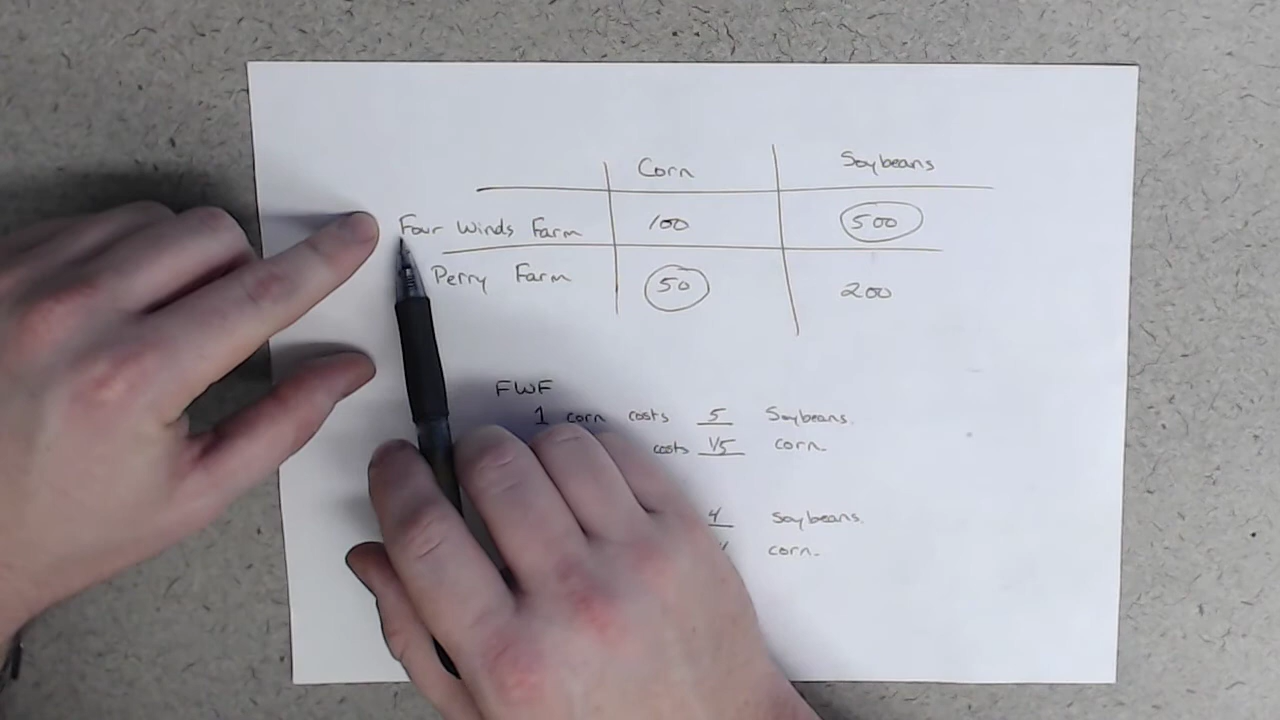 Corn Soybeans
Four Winds Farm 100 500
Perry Farm 50 200
FWF
1 corn costs 5 Soybeans.
costs 1/5 corn.
4 Soybeans.
corn.